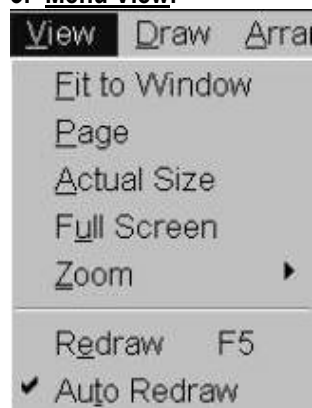 View Draw
Fit to Window
Page
Actual Size
Full Screen
Zoom
Redraw F5
Auto Redraw